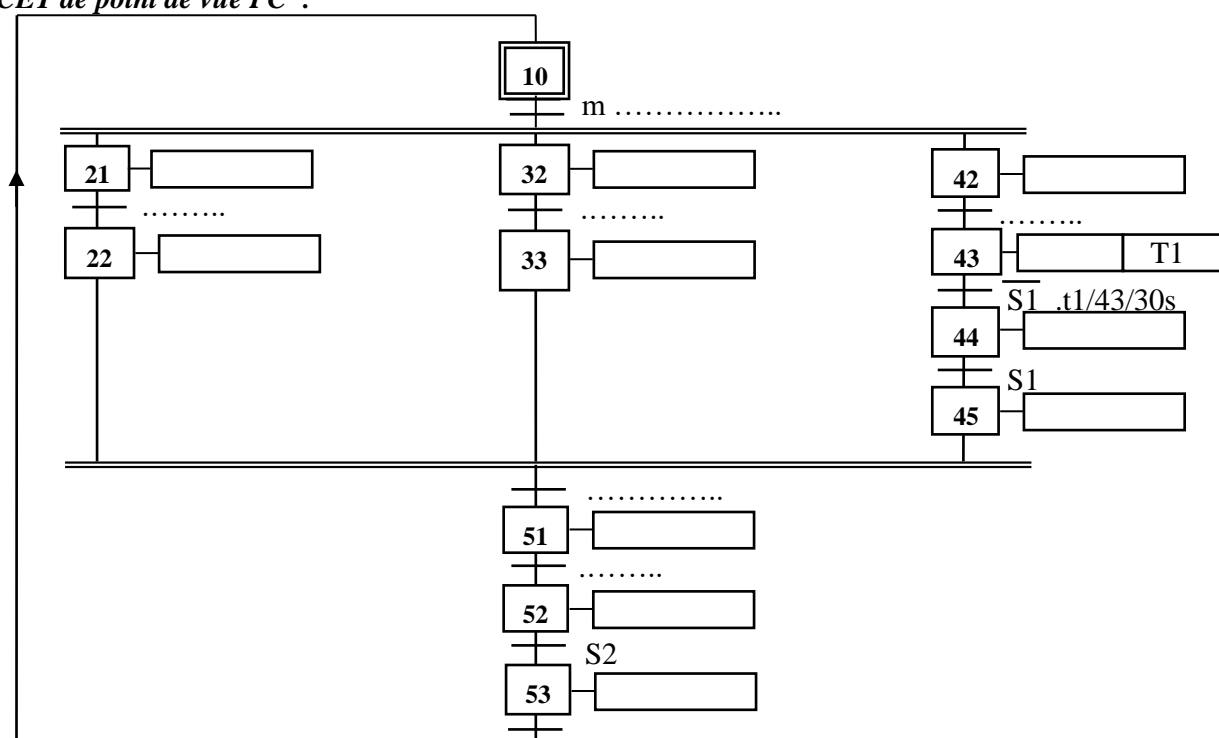 CET de point de vue PC" :
10
m ……………..
21
32
42
………..
………..
………..
22
33
43
T1
S1 .t1/43/30s
44
S1
45
…………..
51
………..
52
S2
53